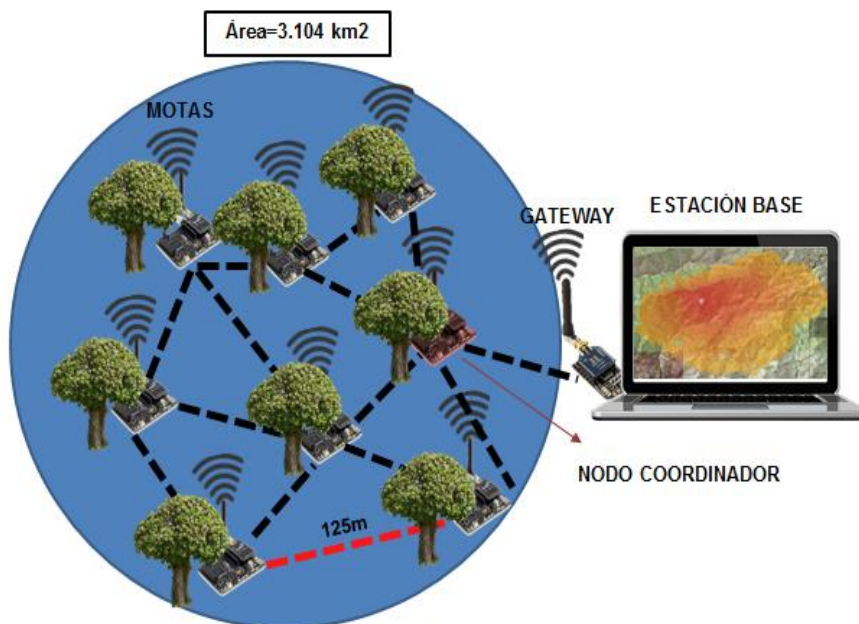 Área=3.104 km2
MOTAS
GATEWAY
ESTACIÓN BASE
NODO COORDINADOR
125m